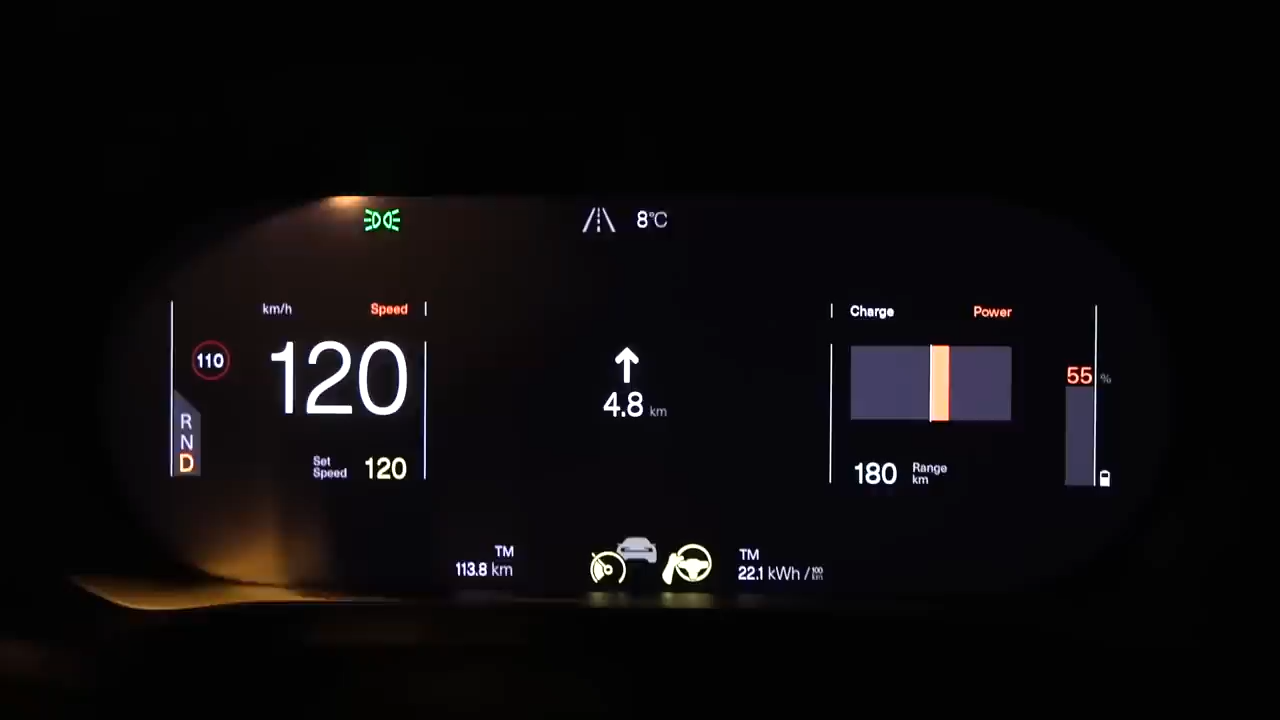 8°C
km/h Speed
110
120
R
N
D
Set
Speed
120
4.8 km
Charge Power
55 %
180 Range
km
TM
113.8 km
TM
22.1 kWh / 100
km